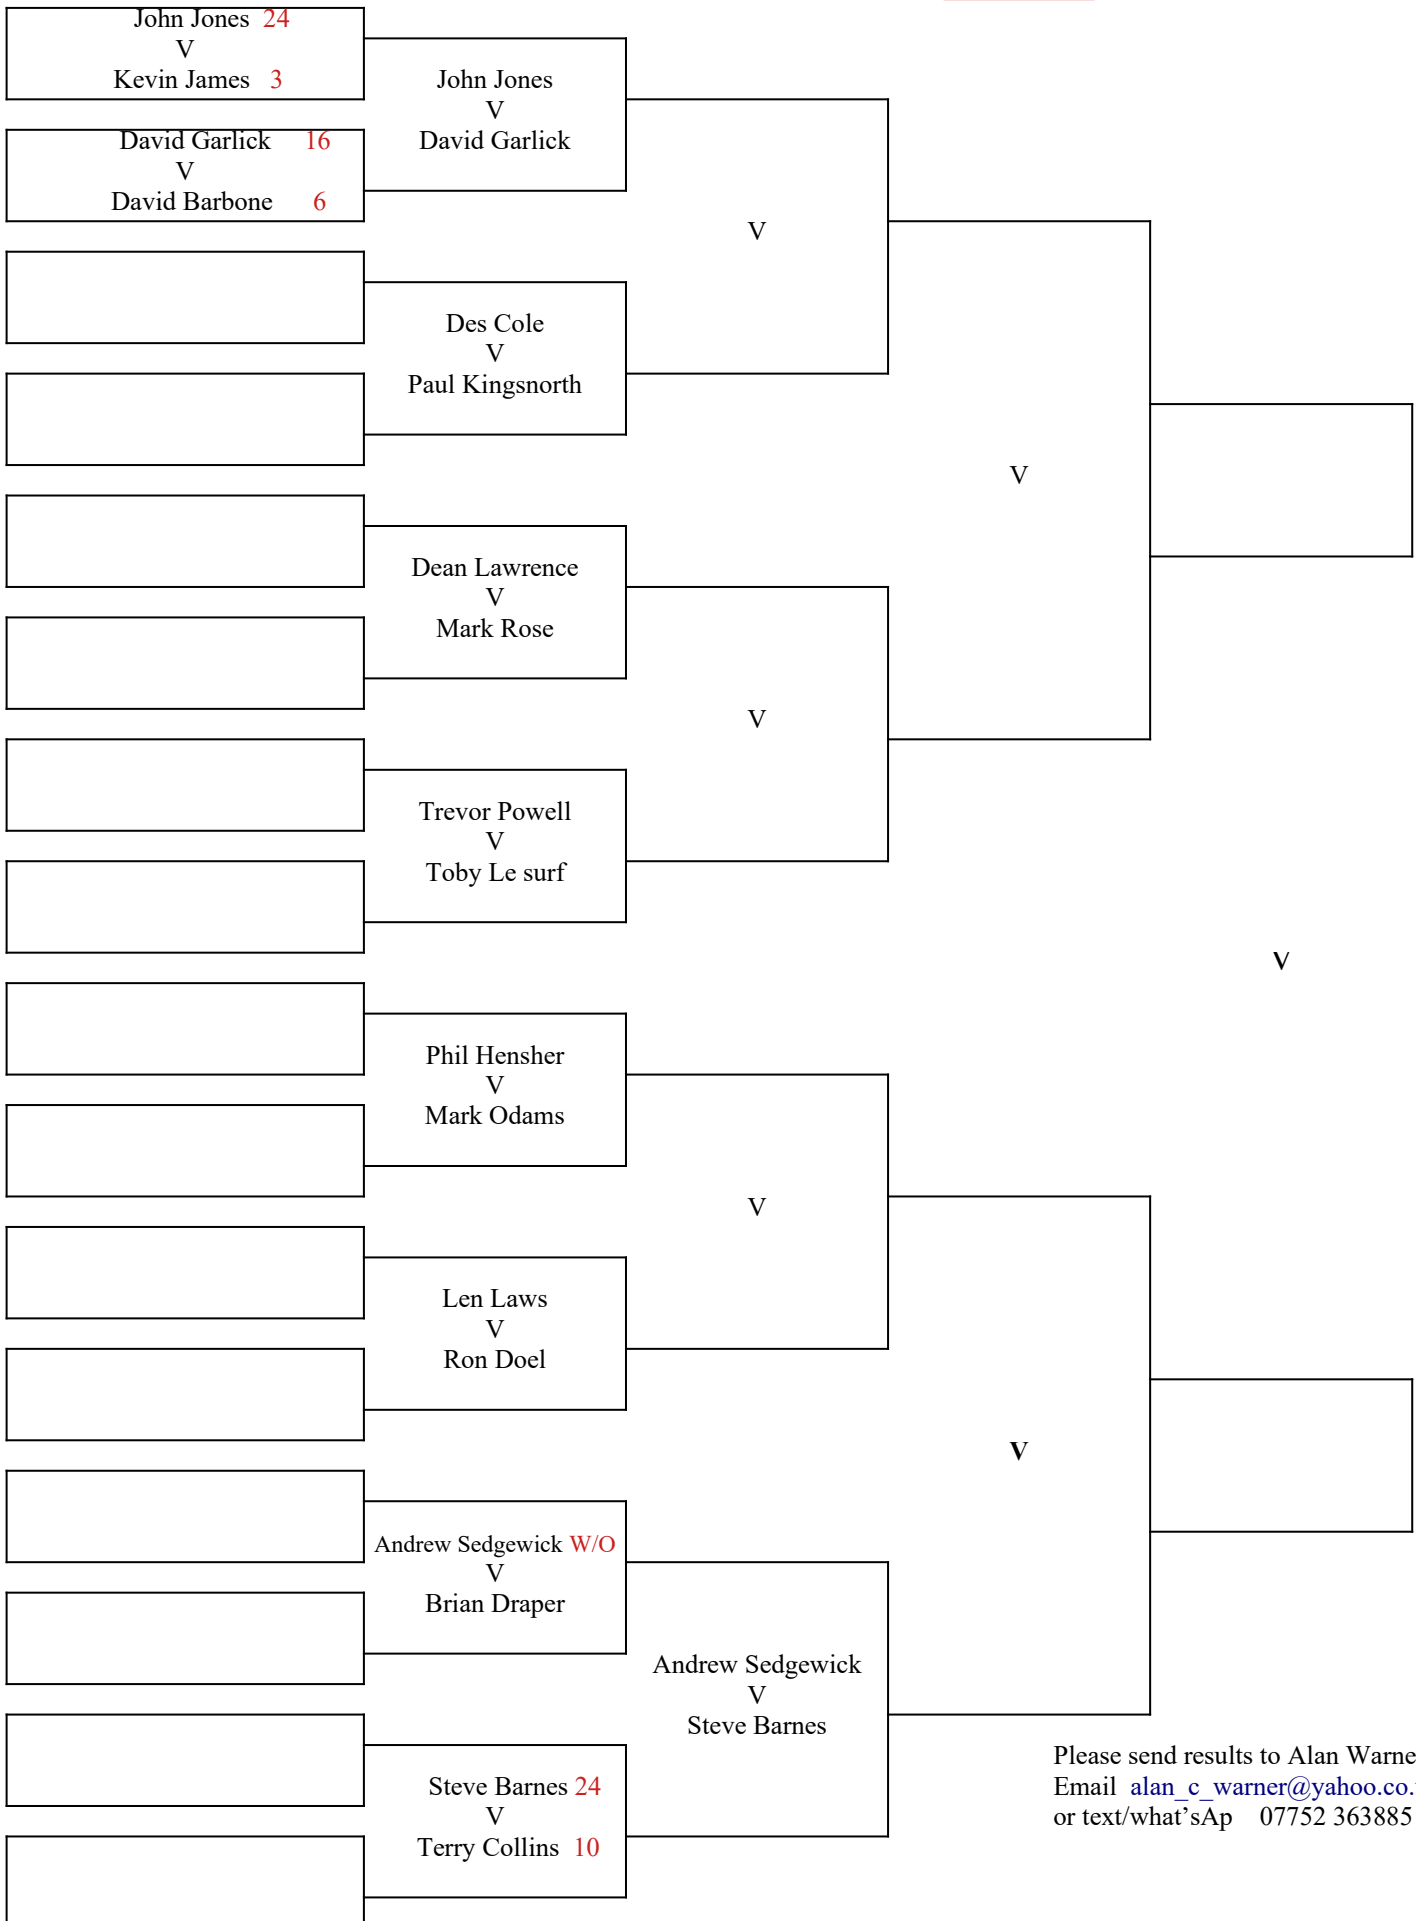 John Jones 24
V
Kevin James 3
David Garlick 16
V
David Barbone 6
John Jones
V
David Garlick
Des Cole
V
Paul Kingsnorth
Dean Lawrence
V
Mark Rose
Trevor Powell
V
Toby Le surf
Phil Hensher
V
Mark Odams
Len Laws
V
Ron Doel
Andrew Sedgewick W/O
V
Brian Draper
Steve Barnes 24
V
Terry Collins 10
V
V
V
Andrew Sedgewick
V
Steve Barnes
V
V
V
Please send results to Alan Warne
Email alan_c_warner@yahoo.co.
or text/what'sAp 07752 363885